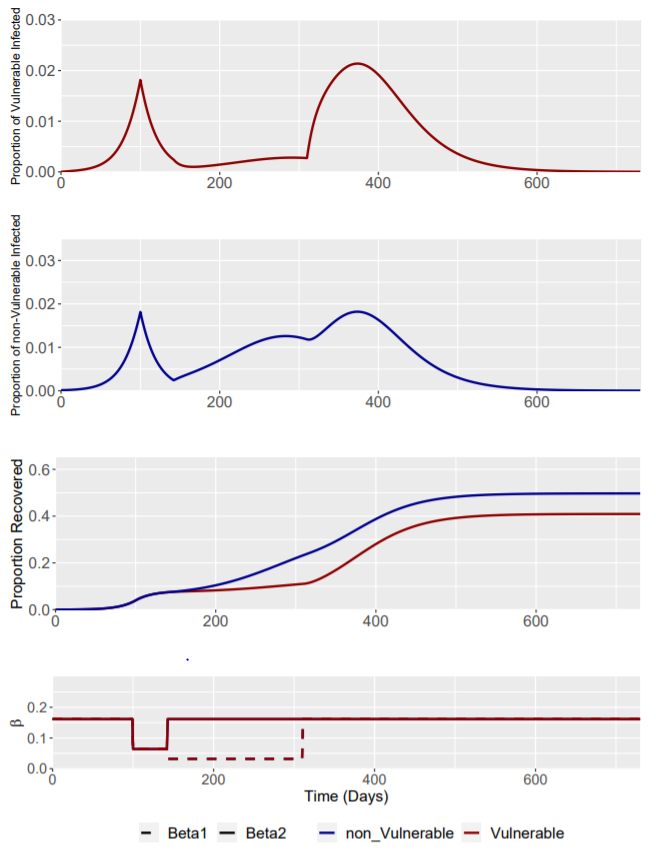 Proportion of Vulnerable Infected
0.03
0.02
0.01
0.00
0 200 400 600
Proportion of non-Vulnerable Infected
0.03
0.02
0.01
0.00
0 200 400 600
Proportion Recovered
0.6
0.4
0.2
0.0
0 200 400 600
β
0.2
0.1
0.0
0 200 400 600
Time (Days)
Beta1 Beta2 non_Vulnerable Vulnerable